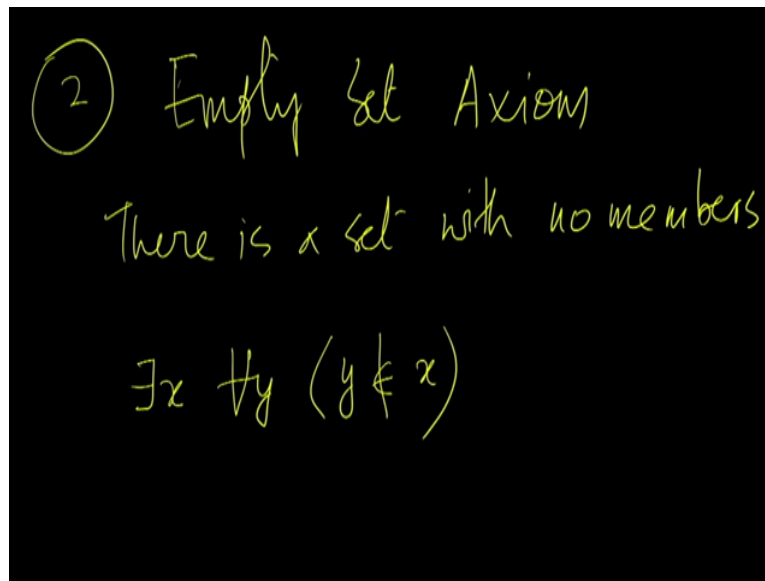 ② Empty Set Axiom
There is a set with no members
∃x ∀y (y ∉ x)